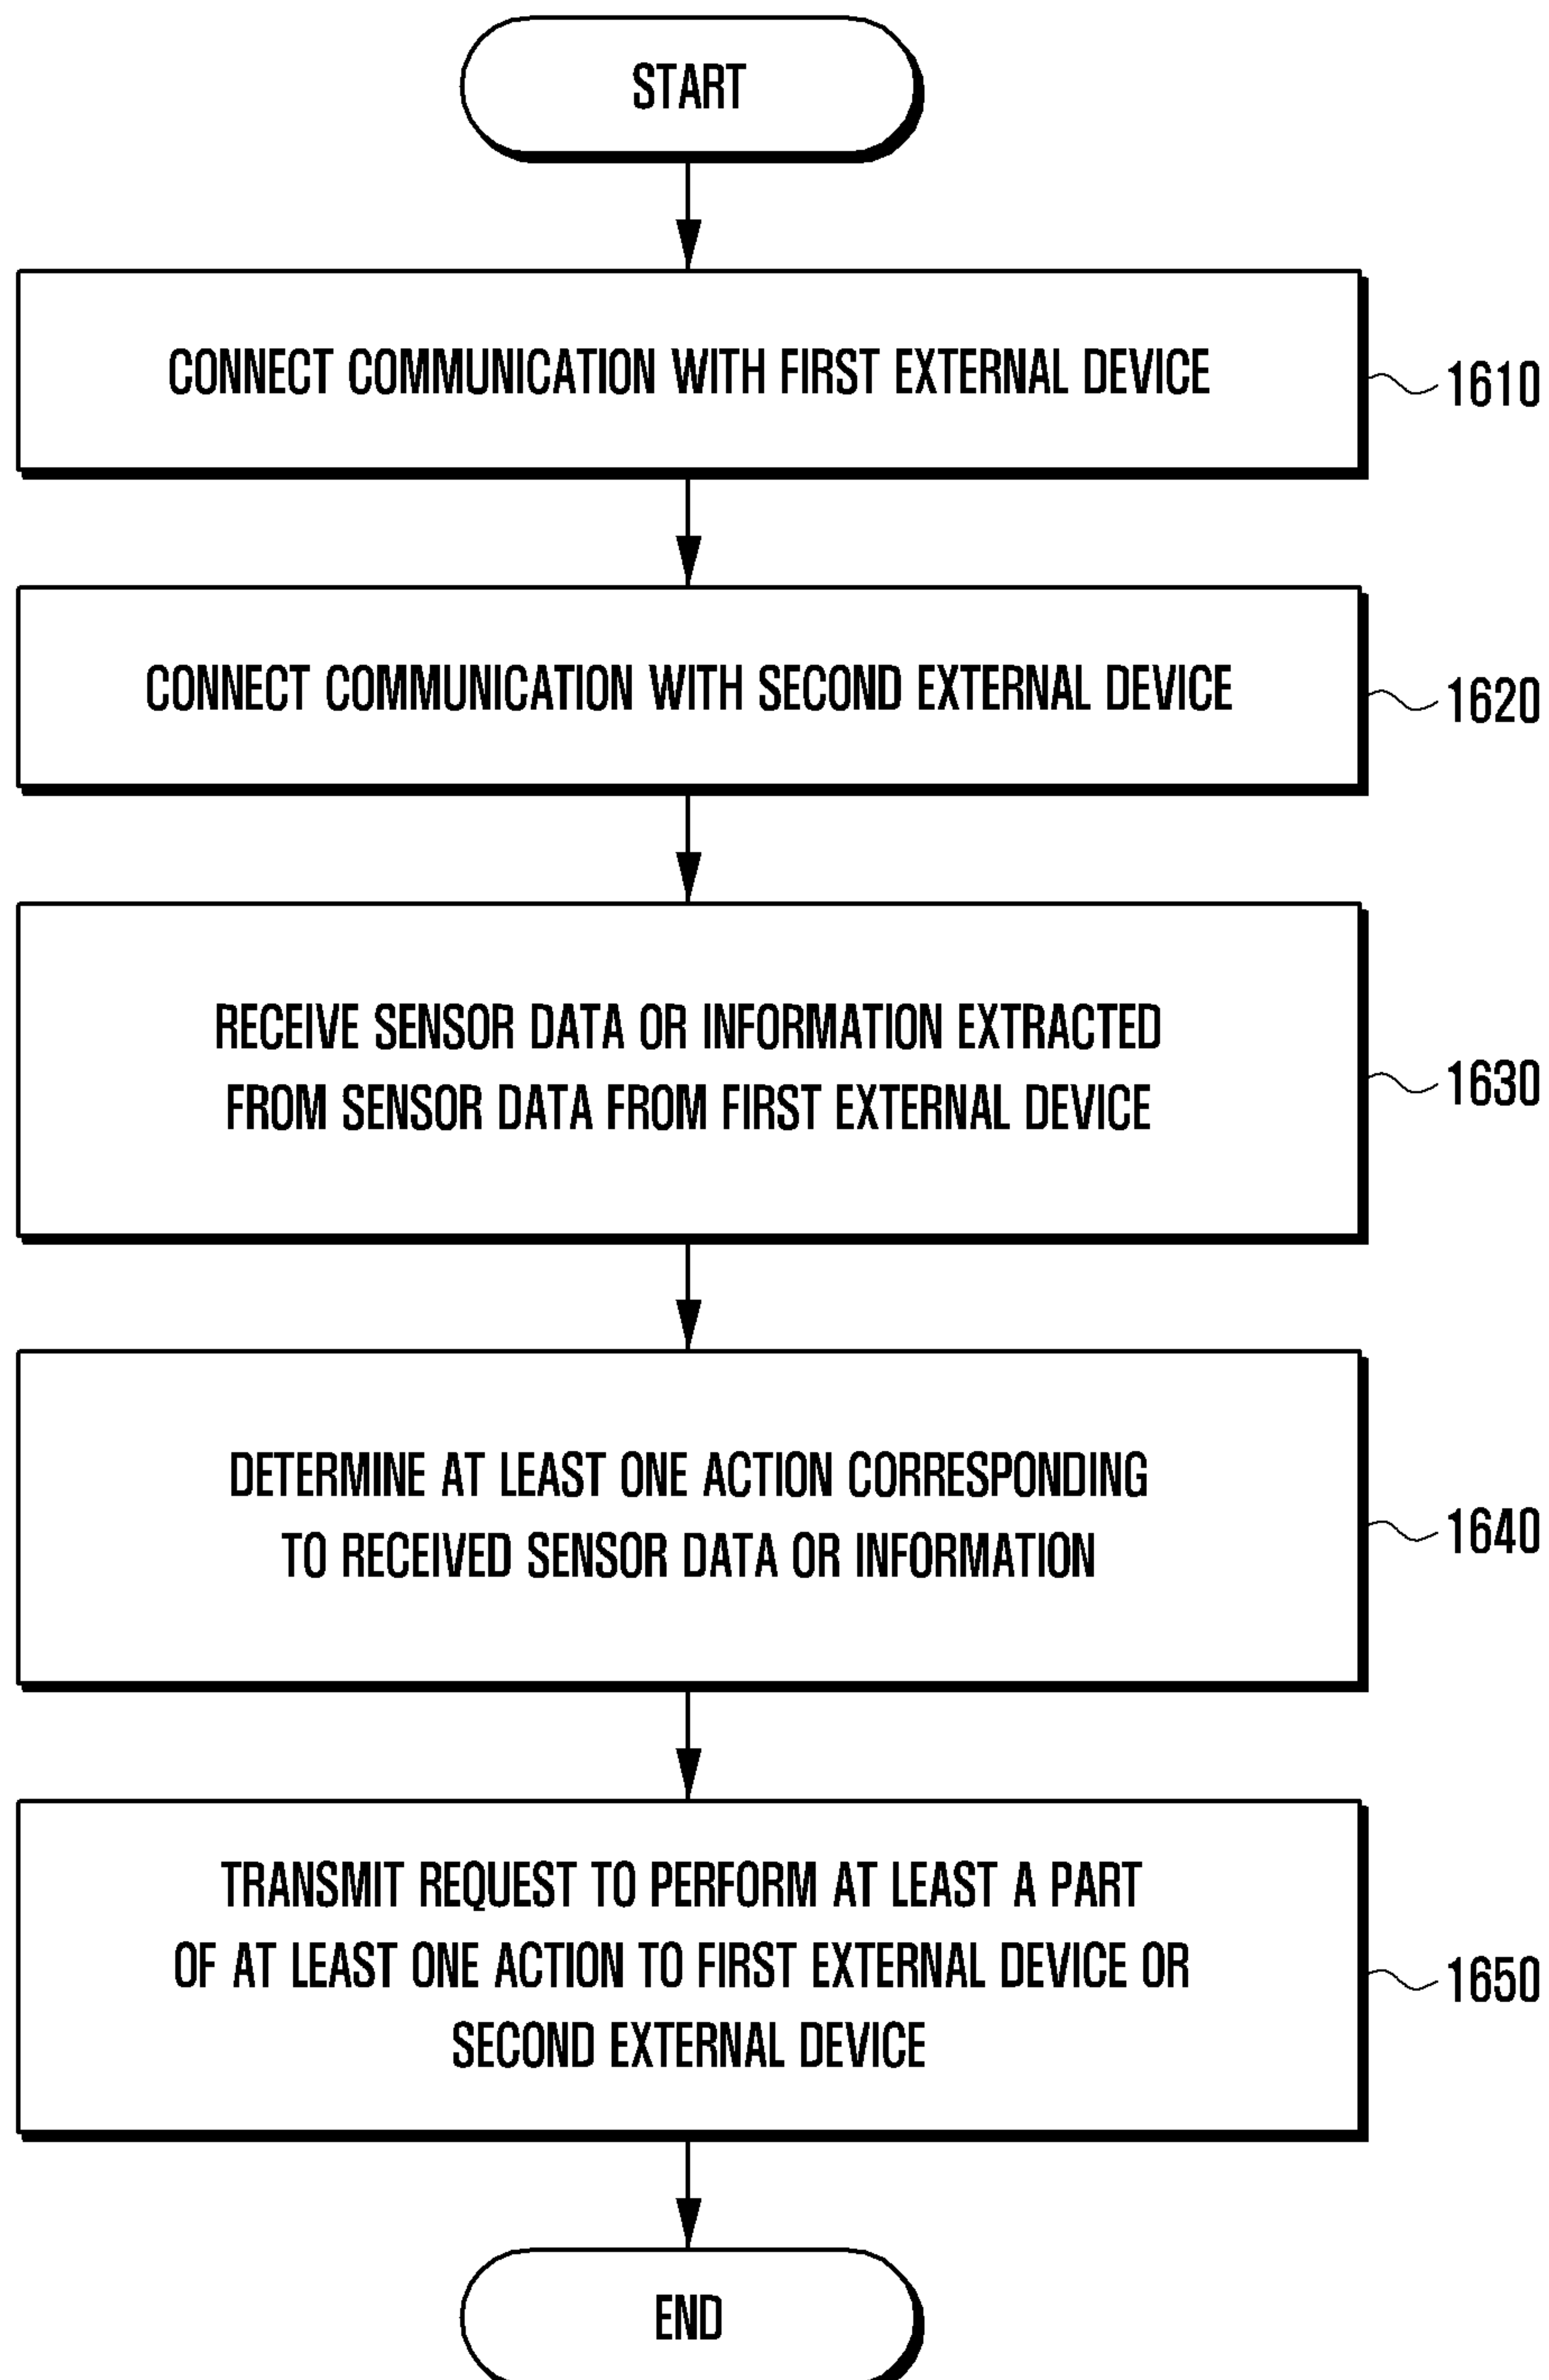 START
CONNECT COMMUNICATION WITH FIRST EXTERNAL DEVICE
1610
CONNECT COMMUNICATION WITH SECOND EXTERNAL DEVICE
1620
RECEIVE SENSOR DATA OR INFORMATION EXTRACTED
FROM SENSOR DATA FROM FIRST EXTERNAL DEVICE
1630
DETERMINE AT LEAST ONE ACTION CORRESPONDING
TO RECEIVED SENSOR DATA OR INFORMATION
1640
TRANSMIT REQUEST TO PERFORM AT LEAST A PART
OF AT LEAST ONE ACTION TO FIRST EXTERNAL DEVICE OR
SECOND EXTERNAL DEVICE
1650
END